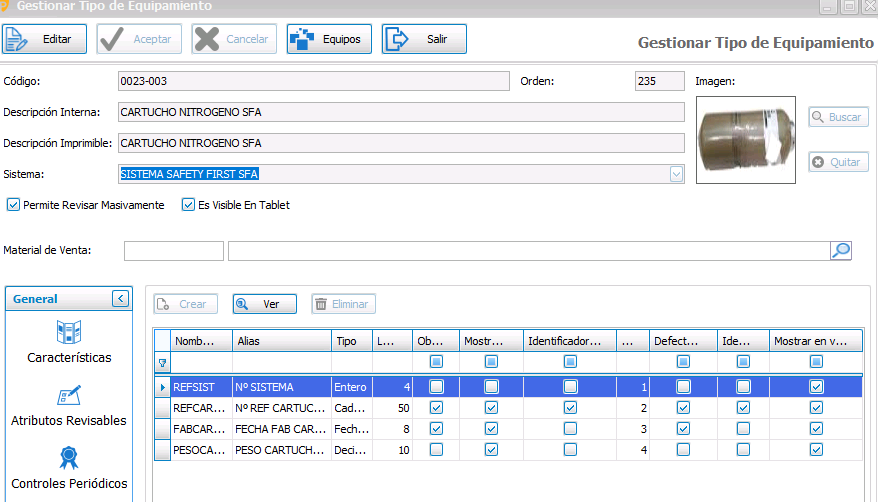 Gestionar Tipo de Equipamiento
Editar Aceptar Cancelar Equipos Salir
Gestionar Tipo de Equipamiento
Código: 0023-003 Orden: 235 Imagen:
Descripción Interna: CARTUCHO NITROGENO SFA Buscar
Descripción Imprimible: CARTUCHO NITROGENO SFA
Sistema: SISTEMA SAFETY FIRST SFA Quitar
Permite Revisar Masivamente Es Visible En Tablet
Material de Venta:
General < Crear Ver Eliminar
Características
Atributos Revisables
Controles Periódicos
Nomb... Alias Tipo L... Ob... Mostr... Identificador... ... Defect... Ide... Mostrar en v...
REFSIST Nº SISTEMA Entero 4 1
REFCAR... Nº REF CARTUC... Cad... 50 2
FABCAR... FECHA FAB CAR... Fech... 8 3
PESOCA... PESO CARTUCH... Deci... 10 4